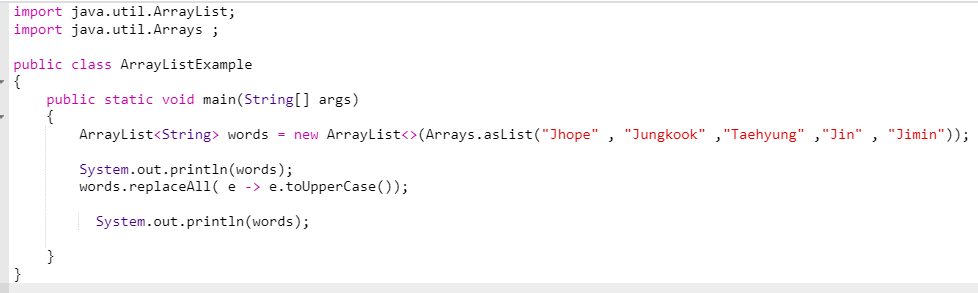 import java.util.ArrayList;
import java.util.Arrays ;
public class ArrayListExample
{
public static void main(String[] args)
{
ArrayList<String> words = new ArrayList<>(Arrays.asList("Jhope" , "Jungkook" ,"Taehyung" ,"Jin" , "Jimin"));
System.out.println(words);
words.replaceAll( e -> e.toUpperCase());
System.out.println(words);
}
}